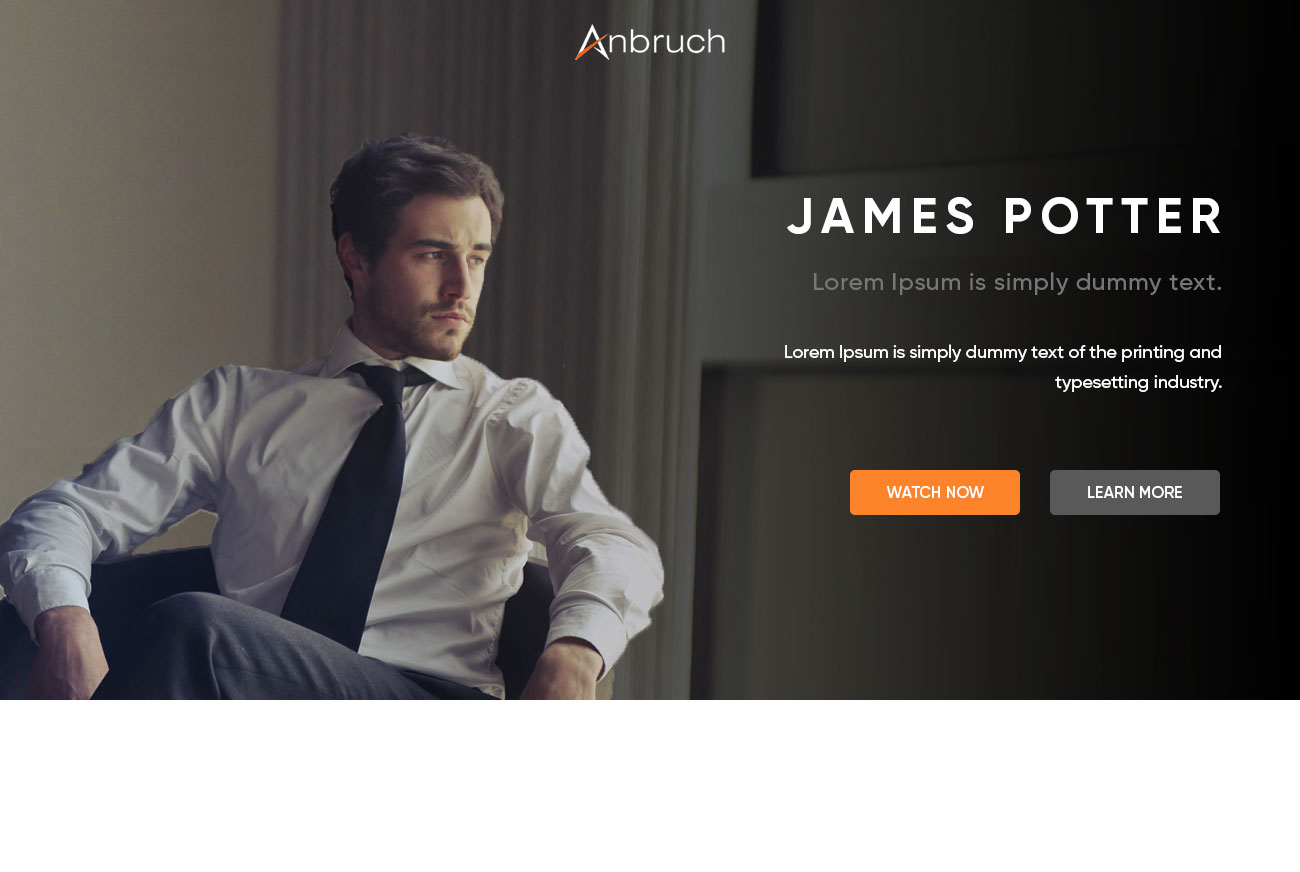 Anbruch
JAMES POTTER
Lorem Ipsum is simply dummy text.
Lorem Ipsum is simply dummy text of the printing and
typesetting industry.
WATCH NOW
LEARN MORE